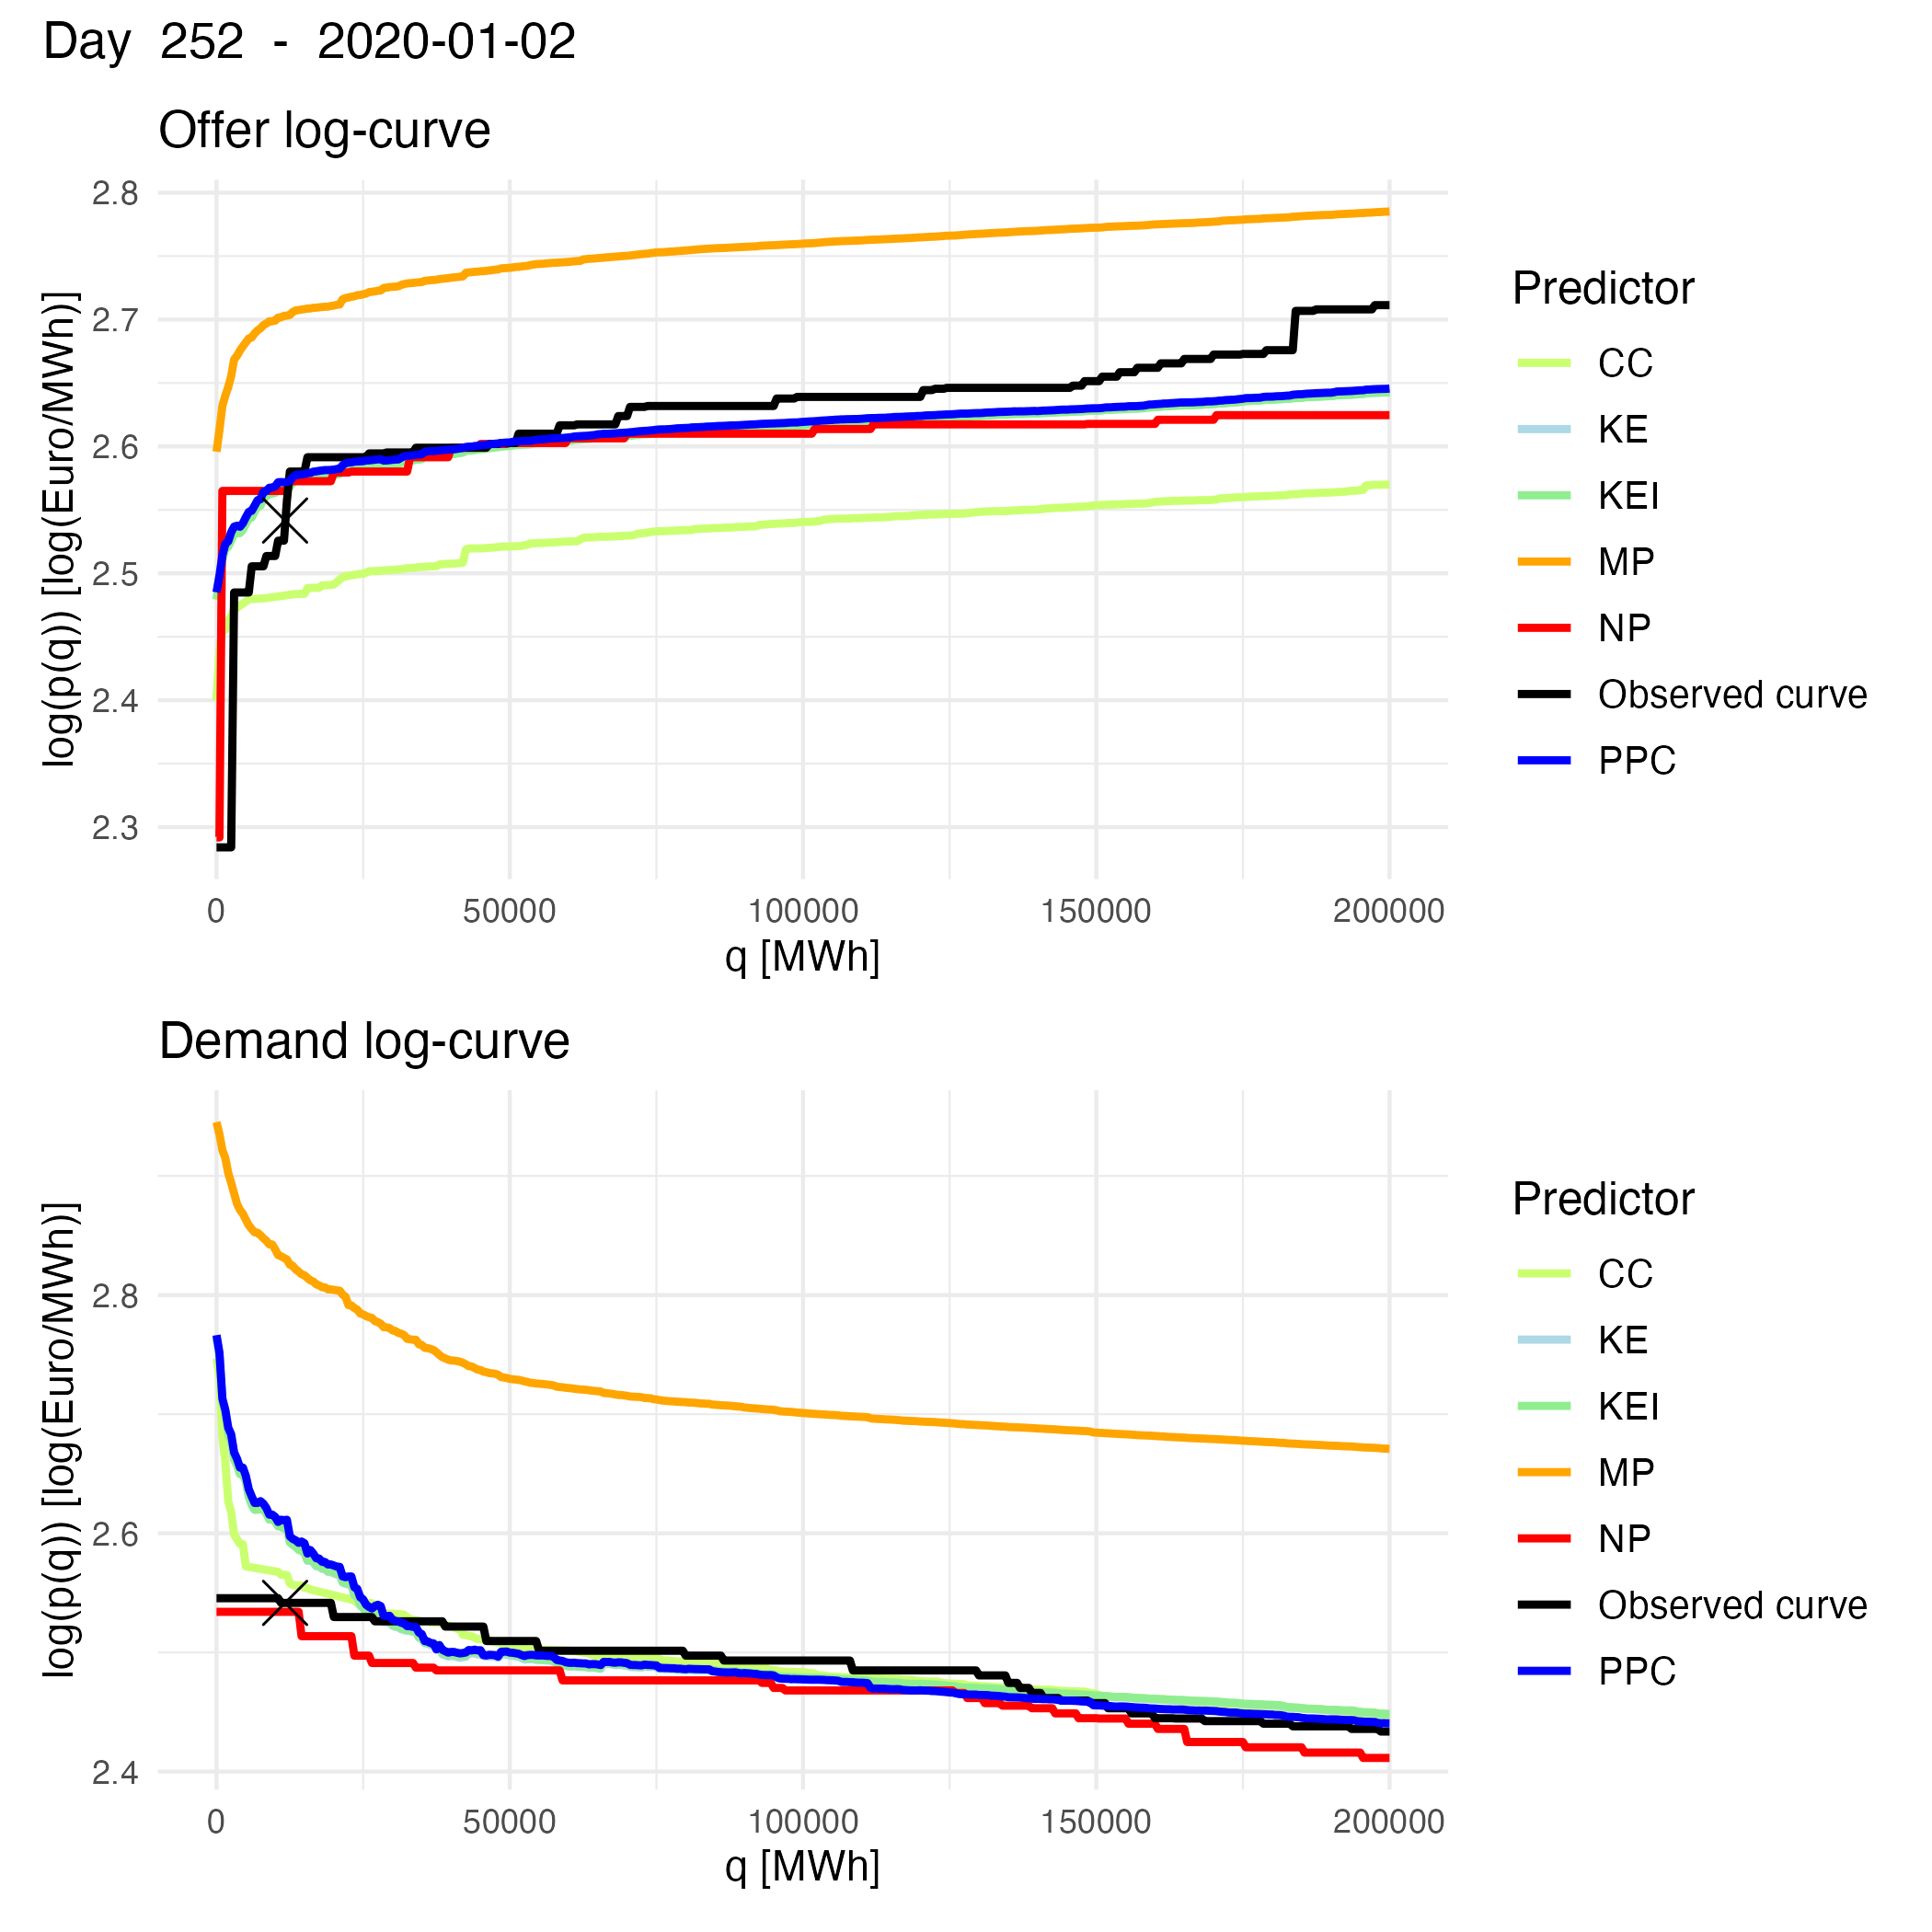 Day 252 - 2020-01-02
Offer log-curve
log(p(q)) [log(Euro/MWh)]
2.8
2.7
2.6
2.5
2.4
2.3
0 50000 100000 150000 200000
q [MWh]
Predictor
CC
KE
KEI
MP
NP
Observed curve
PPC
Demand log-curve
log(p(q)) [log(Euro/MWh)]
2.8
2.6
2.4
0 50000 100000 150000 200000
q [MWh]
Predictor
CC
KE
KEI
MP
NP
Observed curve
PPC